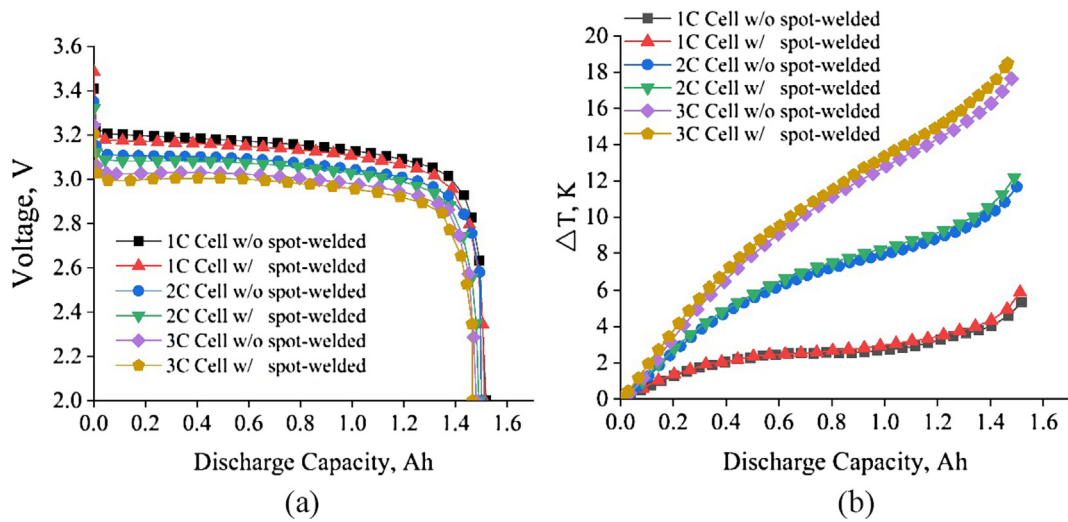 3.6
3.4
3.2
3.0
2.8
2.6
2.4
2.2
2.0
Voltage, V
1C Cell w/o spot-welded
1C Cell w/ spot-welded
2C Cell w/o spot-welded
2C Cell w/ spot-welded
3C Cell w/o spot-welded
3C Cell w/ spot-welded
0.0 0.2 0.4 0.6 0.8 1.0 1.2 1.4 1.6
Discharge Capacity, Ah
(a)
1C Cell w/o spot-welded
1C Cell w/ spot-welded
2C Cell w/o spot-welded
2C Cell w/ spot-welded
3C Cell w/o spot-welded
3C Cell w/ spot-welded
20
18
16
14
12
10
8
6
4
2
0
△T, K
0.0 0.2 0.4 0.6 0.8 1.0 1.2 1.4 1.6
Discharge Capacity, Ah
(b)